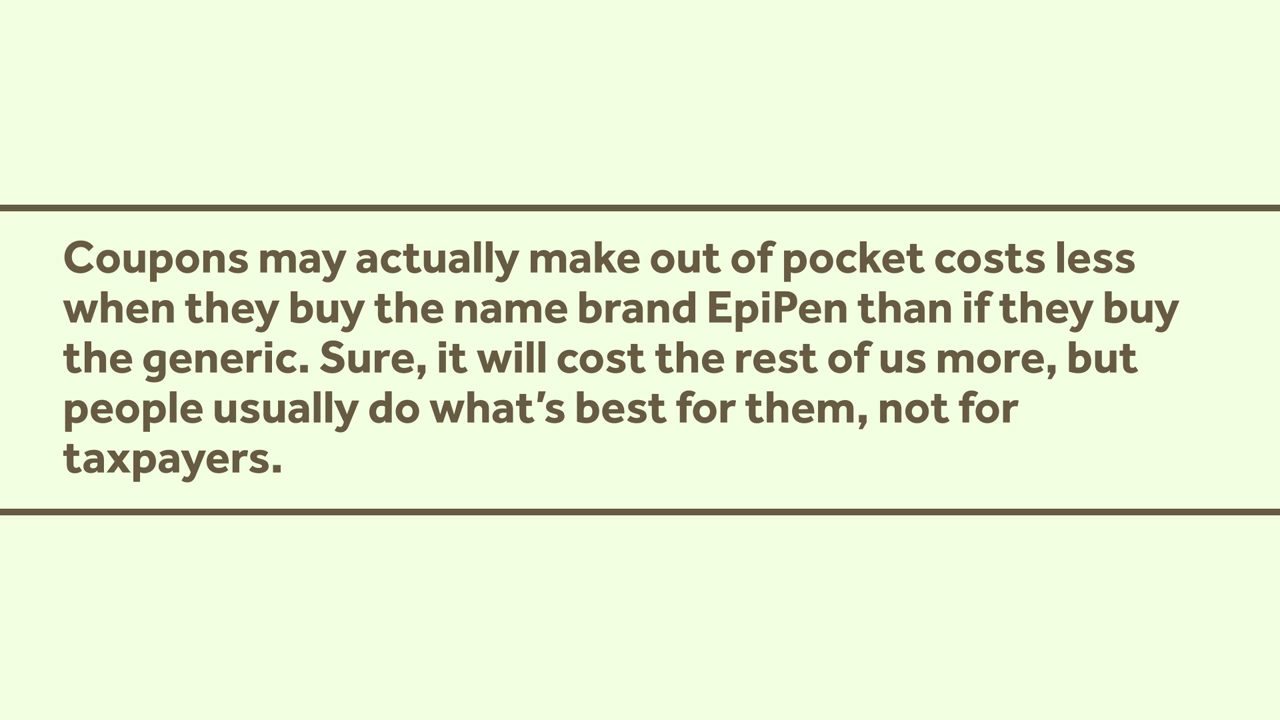 Coupons may actually make out of pocket costs less
when they buy the name brand EpiPen than if they buy
the generic. Sure, it will cost the rest of us more, but
people usually do what’s best for them, not for
taxpayers.